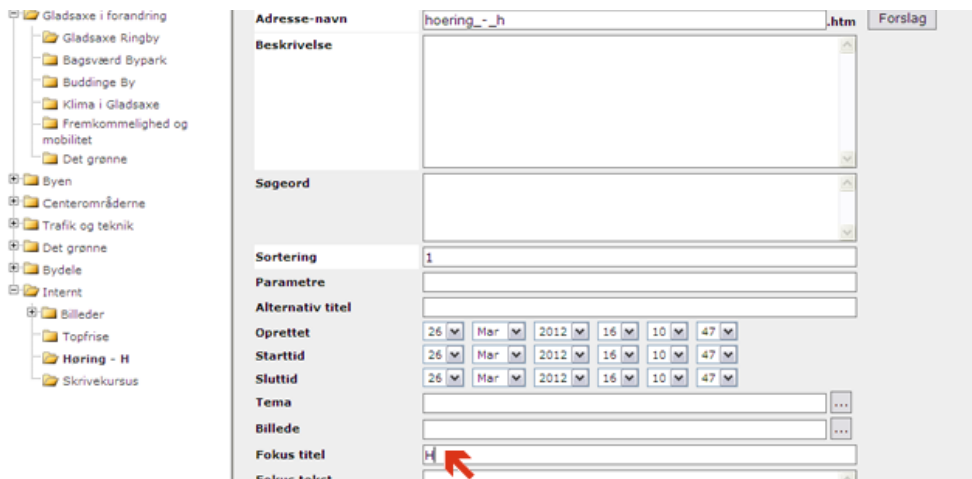 Gladsaxe i forandring
Gladsaxe Ringby
Bagsværd Bypark
Buddinge By
Klima i Gladsaxe
Fremkommelighed og
mobilitet
Det grønne
Byen
Centerområderne
Trafik og teknik
Det grønne
Bydele
Internt
Billeder
Topfrise
Høring - H
Skrivekursus
Adresse-navn hoering_-_h .htm Forslag
Beskrivelse
Søgeord
Sortering 1
Parametre
Alternativ titel
Oprettet 26 Mar 2012 16 10 47
Starttid 26 Mar 2012 16 10 47
Sluttid 26 Mar 2012 16 10 47
Tema ...
Billede ...
Fokus titel H
Fokus tekst